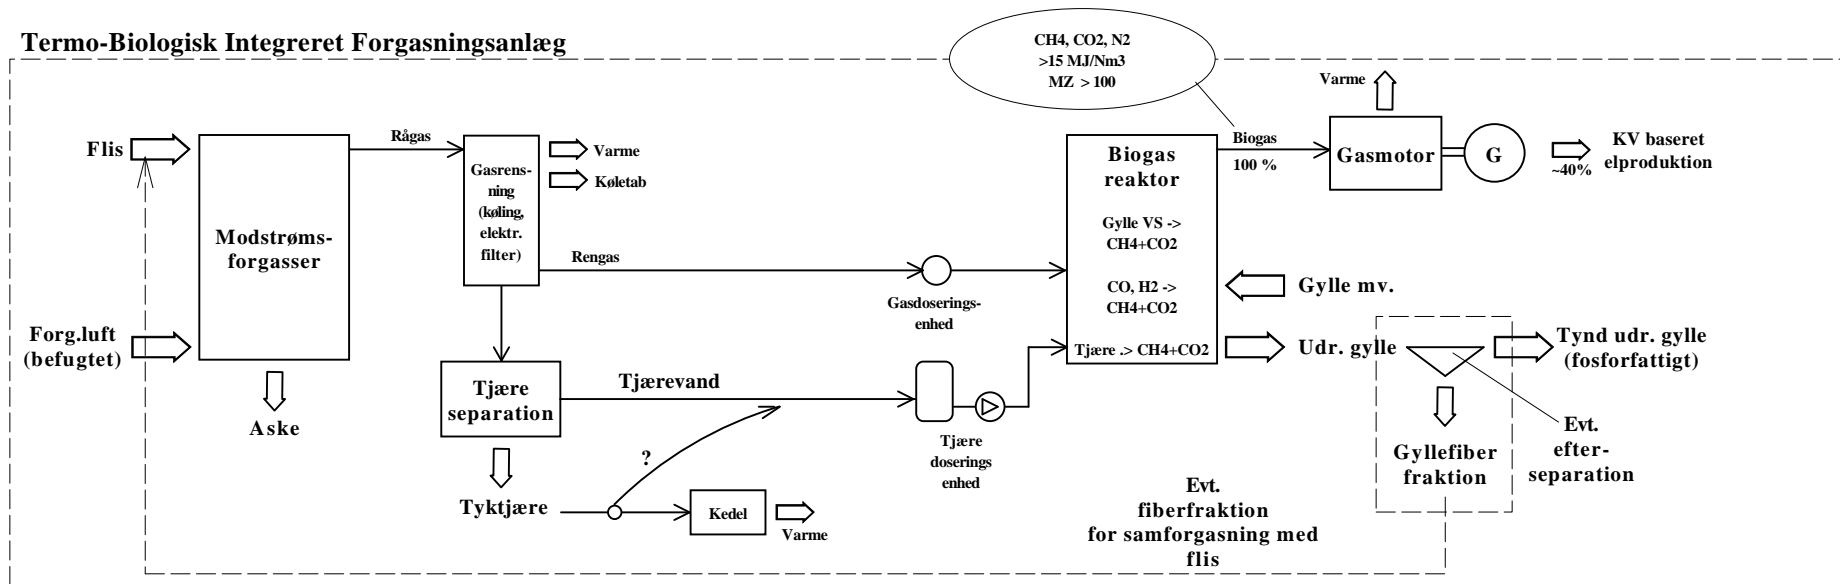 Termo-Biologisk Integreret Forgasningsanlæg
CH4, CO2, N2
>15 MJ/Nm3
MZ > 100
Flis
Forg.luft
(befugtet)
Modstrøms-
forgasser
Aske
Rågas
Gasrens-
ning
(køling,
elektr.
filter)
Varme
Køletab
Rengas
Gasdoserings-
enhed
Tjære
separation
Tjærevand
Tjære
doserings
enhed
?
Tyktjære
Kedel
Varme
Biogas
reaktor
Gylle VS ->
CH4+CO2
CO, H2 ->
CH4+CO2
Tjære .> CH4+CO2
Biogas
100 %
Varme
Gasmotor
G
~40%
KV baseret
elproduktion
Gylle mv.
Udr. gylle
Tynd udr. gylle
(fosforfattigt)
Gyllefiber
fraktion
Evt.
efter-
separation
Evt.
fiberfraktion
for samforgasning med
flis